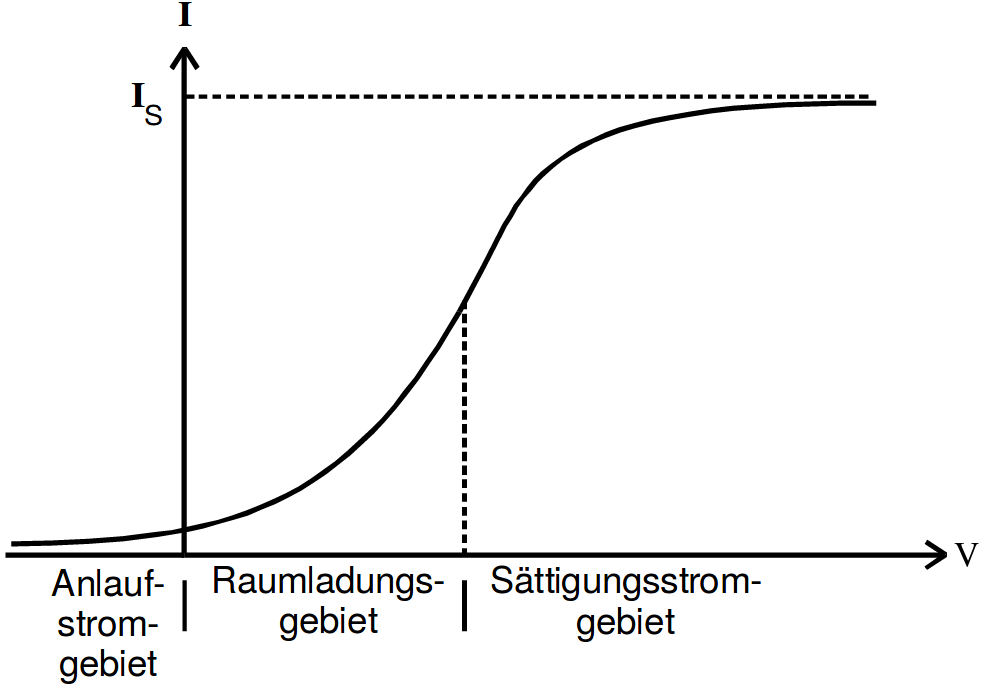 I
I_S
V
Anlauf-
strom-
gebiet
Raumladungs-
gebiet
Sättigungsstrom-
gebiet